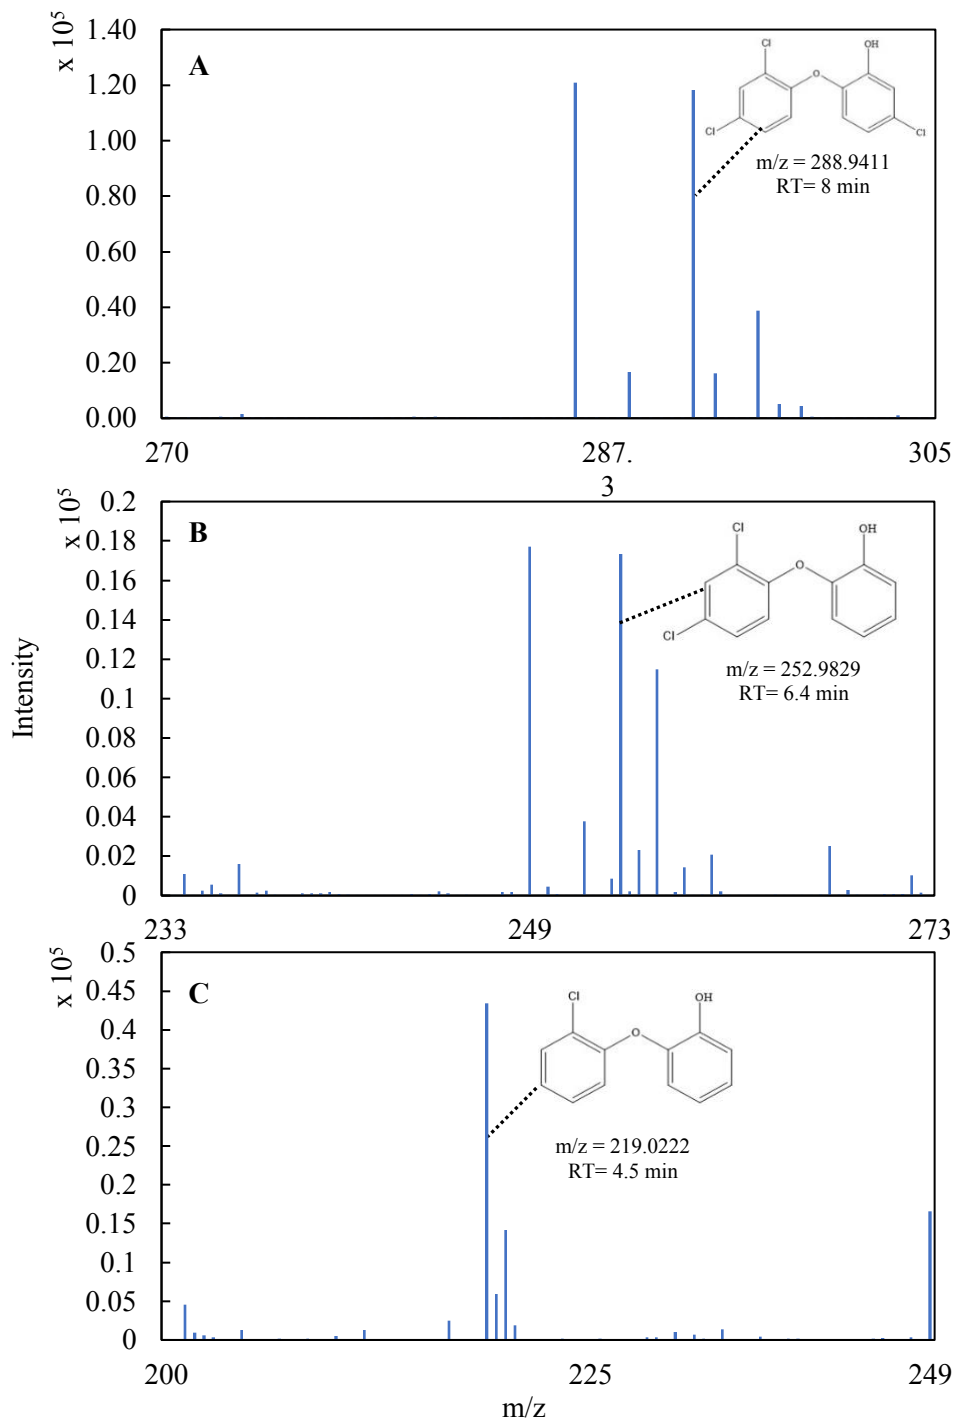 x 10⁵
1.40
1.20
1.00
0.80
0.60
0.40
0.20
0.00
A
Cl
OH
O
Cl
Cl
m/z = 288.9411
RT= 8 min
270
287.
3
305
x 10⁵
0.2
0.18
0.16
0.14
0.12
0.1
0.08
0.06
0.04
0.02
0
B
Cl
OH
O
Cl
m/z = 252.9829
RT= 6.4 min
233
249
273
Intensity
x 10⁵
0.5
0.45
0.4
0.35
0.3
0.25
0.2
0.15
0.1
0.05
0
C
Cl
OH
O
m/z = 219.0222
RT= 4.5 min
200
225
249
m/z